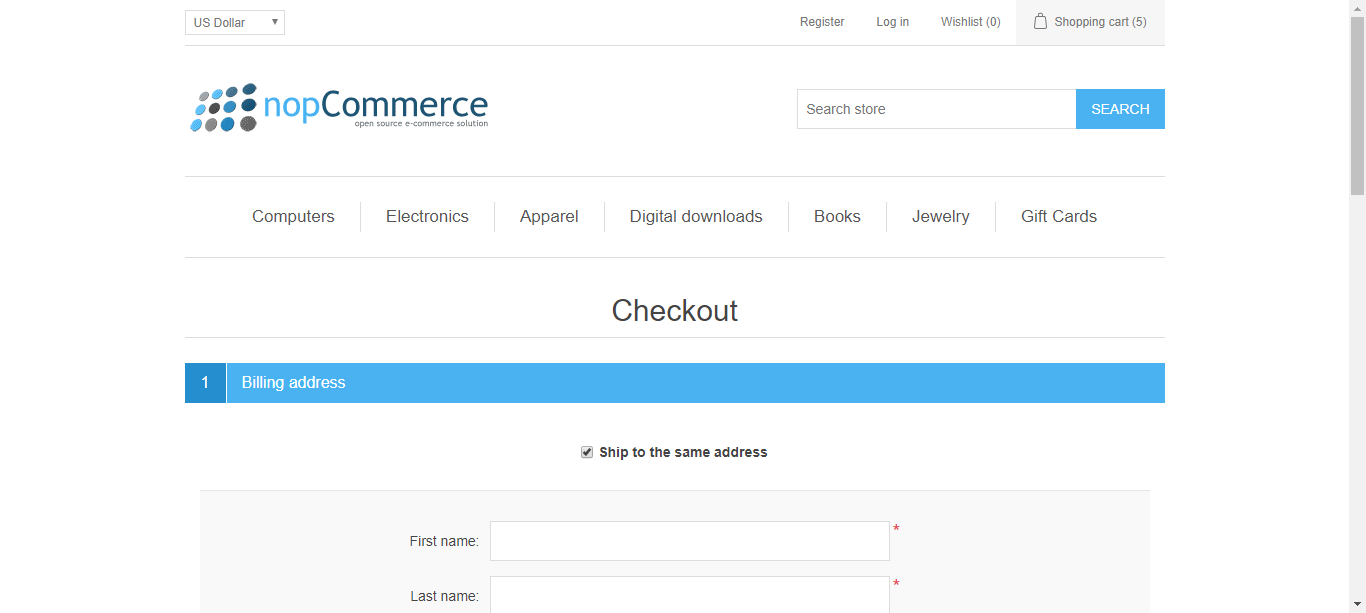 US Dollar
Register Log in Wishlist (0) Shopping cart (5)
nopCommerce
open source e-commerce solution
Search store SEARCH
Computers Electronics Apparel Digital downloads Books Jewelry Gift Cards
Checkout
1 Billing address
Ship to the same address
First name: *
Last name: *